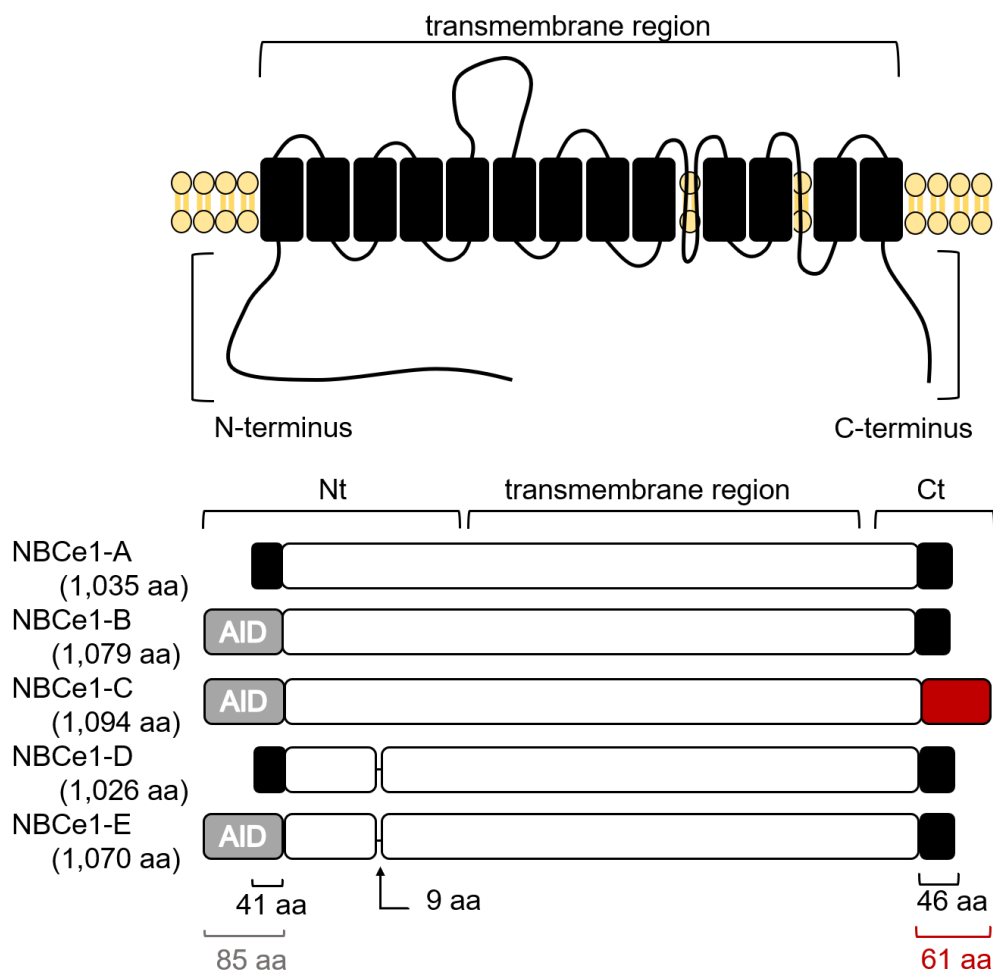 transmembrane region
N-terminus
C-terminus
Nt
transmembrane region
Ct
NBCe1-A
(1,035 aa)
NBCe1-B
AID
(1,079 aa)
NBCe1-C
AID
(1,094 aa)
NBCe1-D
(1,026 aa)
NBCe1-E
AID
(1,070 aa)
41 aa
9 aa
46 aa
85 aa
61 aa